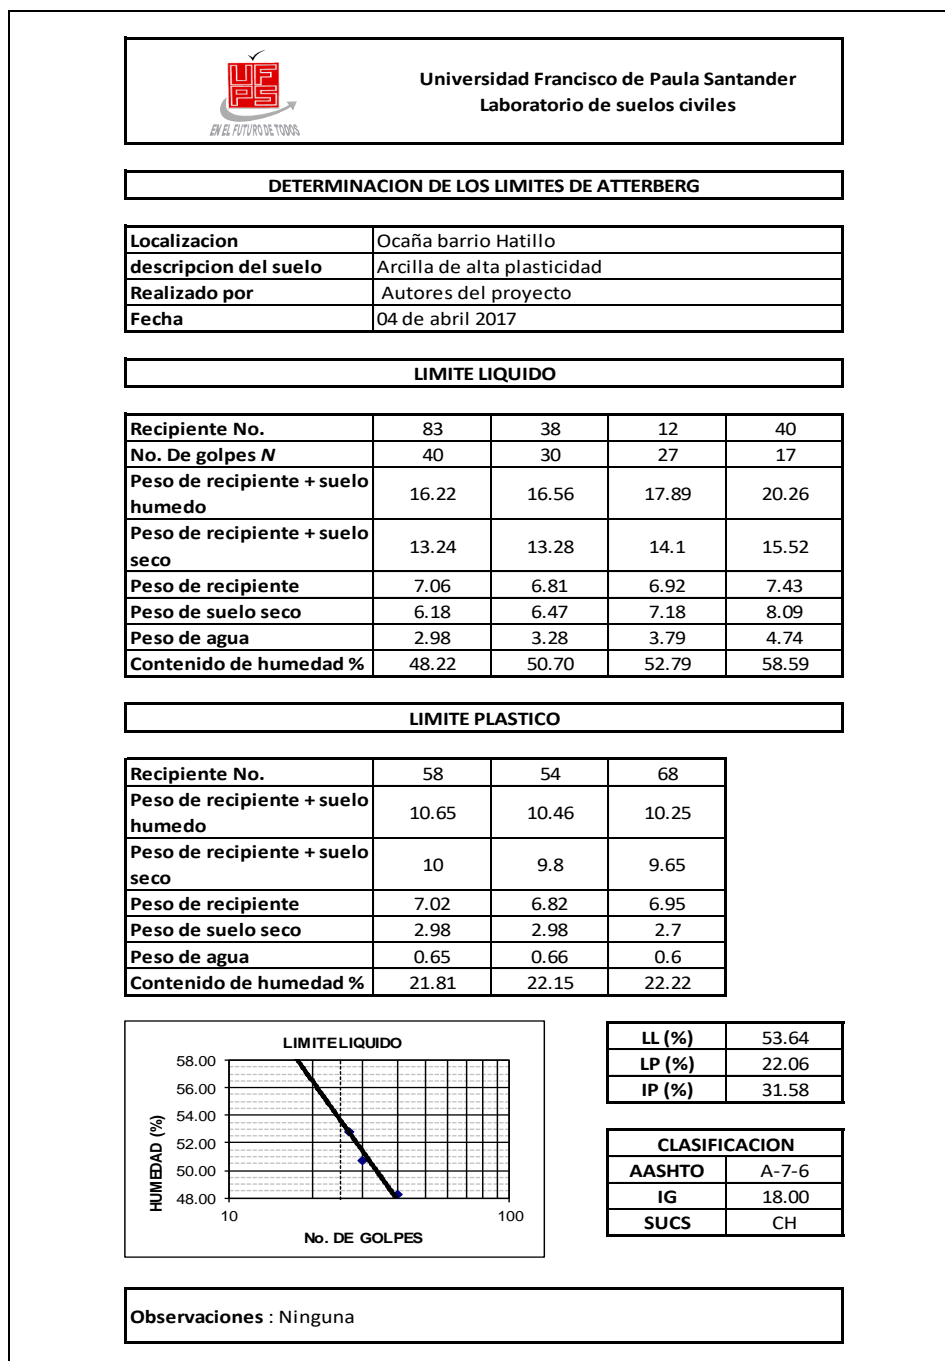 UFPS
EN EL FUTURO DE TODOS
Universidad Francisco de Paula Santander
Laboratorio de suelos civiles
DETERMINACION DE LOS LIMITES DE ATTERBERG
Localizacion Ocaña barrio Hatillo
descripcion del suelo Arcilla de alta plasticidad
Realizado por Autores del proyecto
Fecha 04 de abril 2017
LIMITE LIQUIDO
Recipiente No. 83 38 12 40
No. De golpes N 40 30 27 17
Peso de recipiente + suelo
humedo 16.22 16.56 17.89 20.26
Peso de recipiente + suelo
seco 13.24 13.28 14.1 15.52
Peso de recipiente 7.06 6.81 6.92 7.43
Peso de suelo seco 6.18 6.47 7.18 8.09
Peso de agua 2.98 3.28 3.79 4.74
Contenido de humedad % 48.22 50.70 52.79 58.59
LIMITE PLASTICO
Recipiente No. 58 54 68
Peso de recipiente + suelo
humedo 10.65 10.46 10.25
Peso de recipiente + suelo
seco 10 9.8 9.65
Peso de recipiente 7.02 6.82 6.95
Peso de suelo seco 2.98 2.98 2.7
Peso de agua 0.65 0.66 0.6
Contenido de humedad % 21.81 22.15 22.22
LIMITE LIQUIDO
HUMEDAD (%)
58.00
56.00
54.00
52.00
50.00
48.00
10 100
No. DE GOLPES
LL (%) 53.64
LP (%) 22.06
IP (%) 31.58
CLASIFICACION
AASHTO A-7-6
IG 18.00
SUCS CH
Observaciones : Ninguna